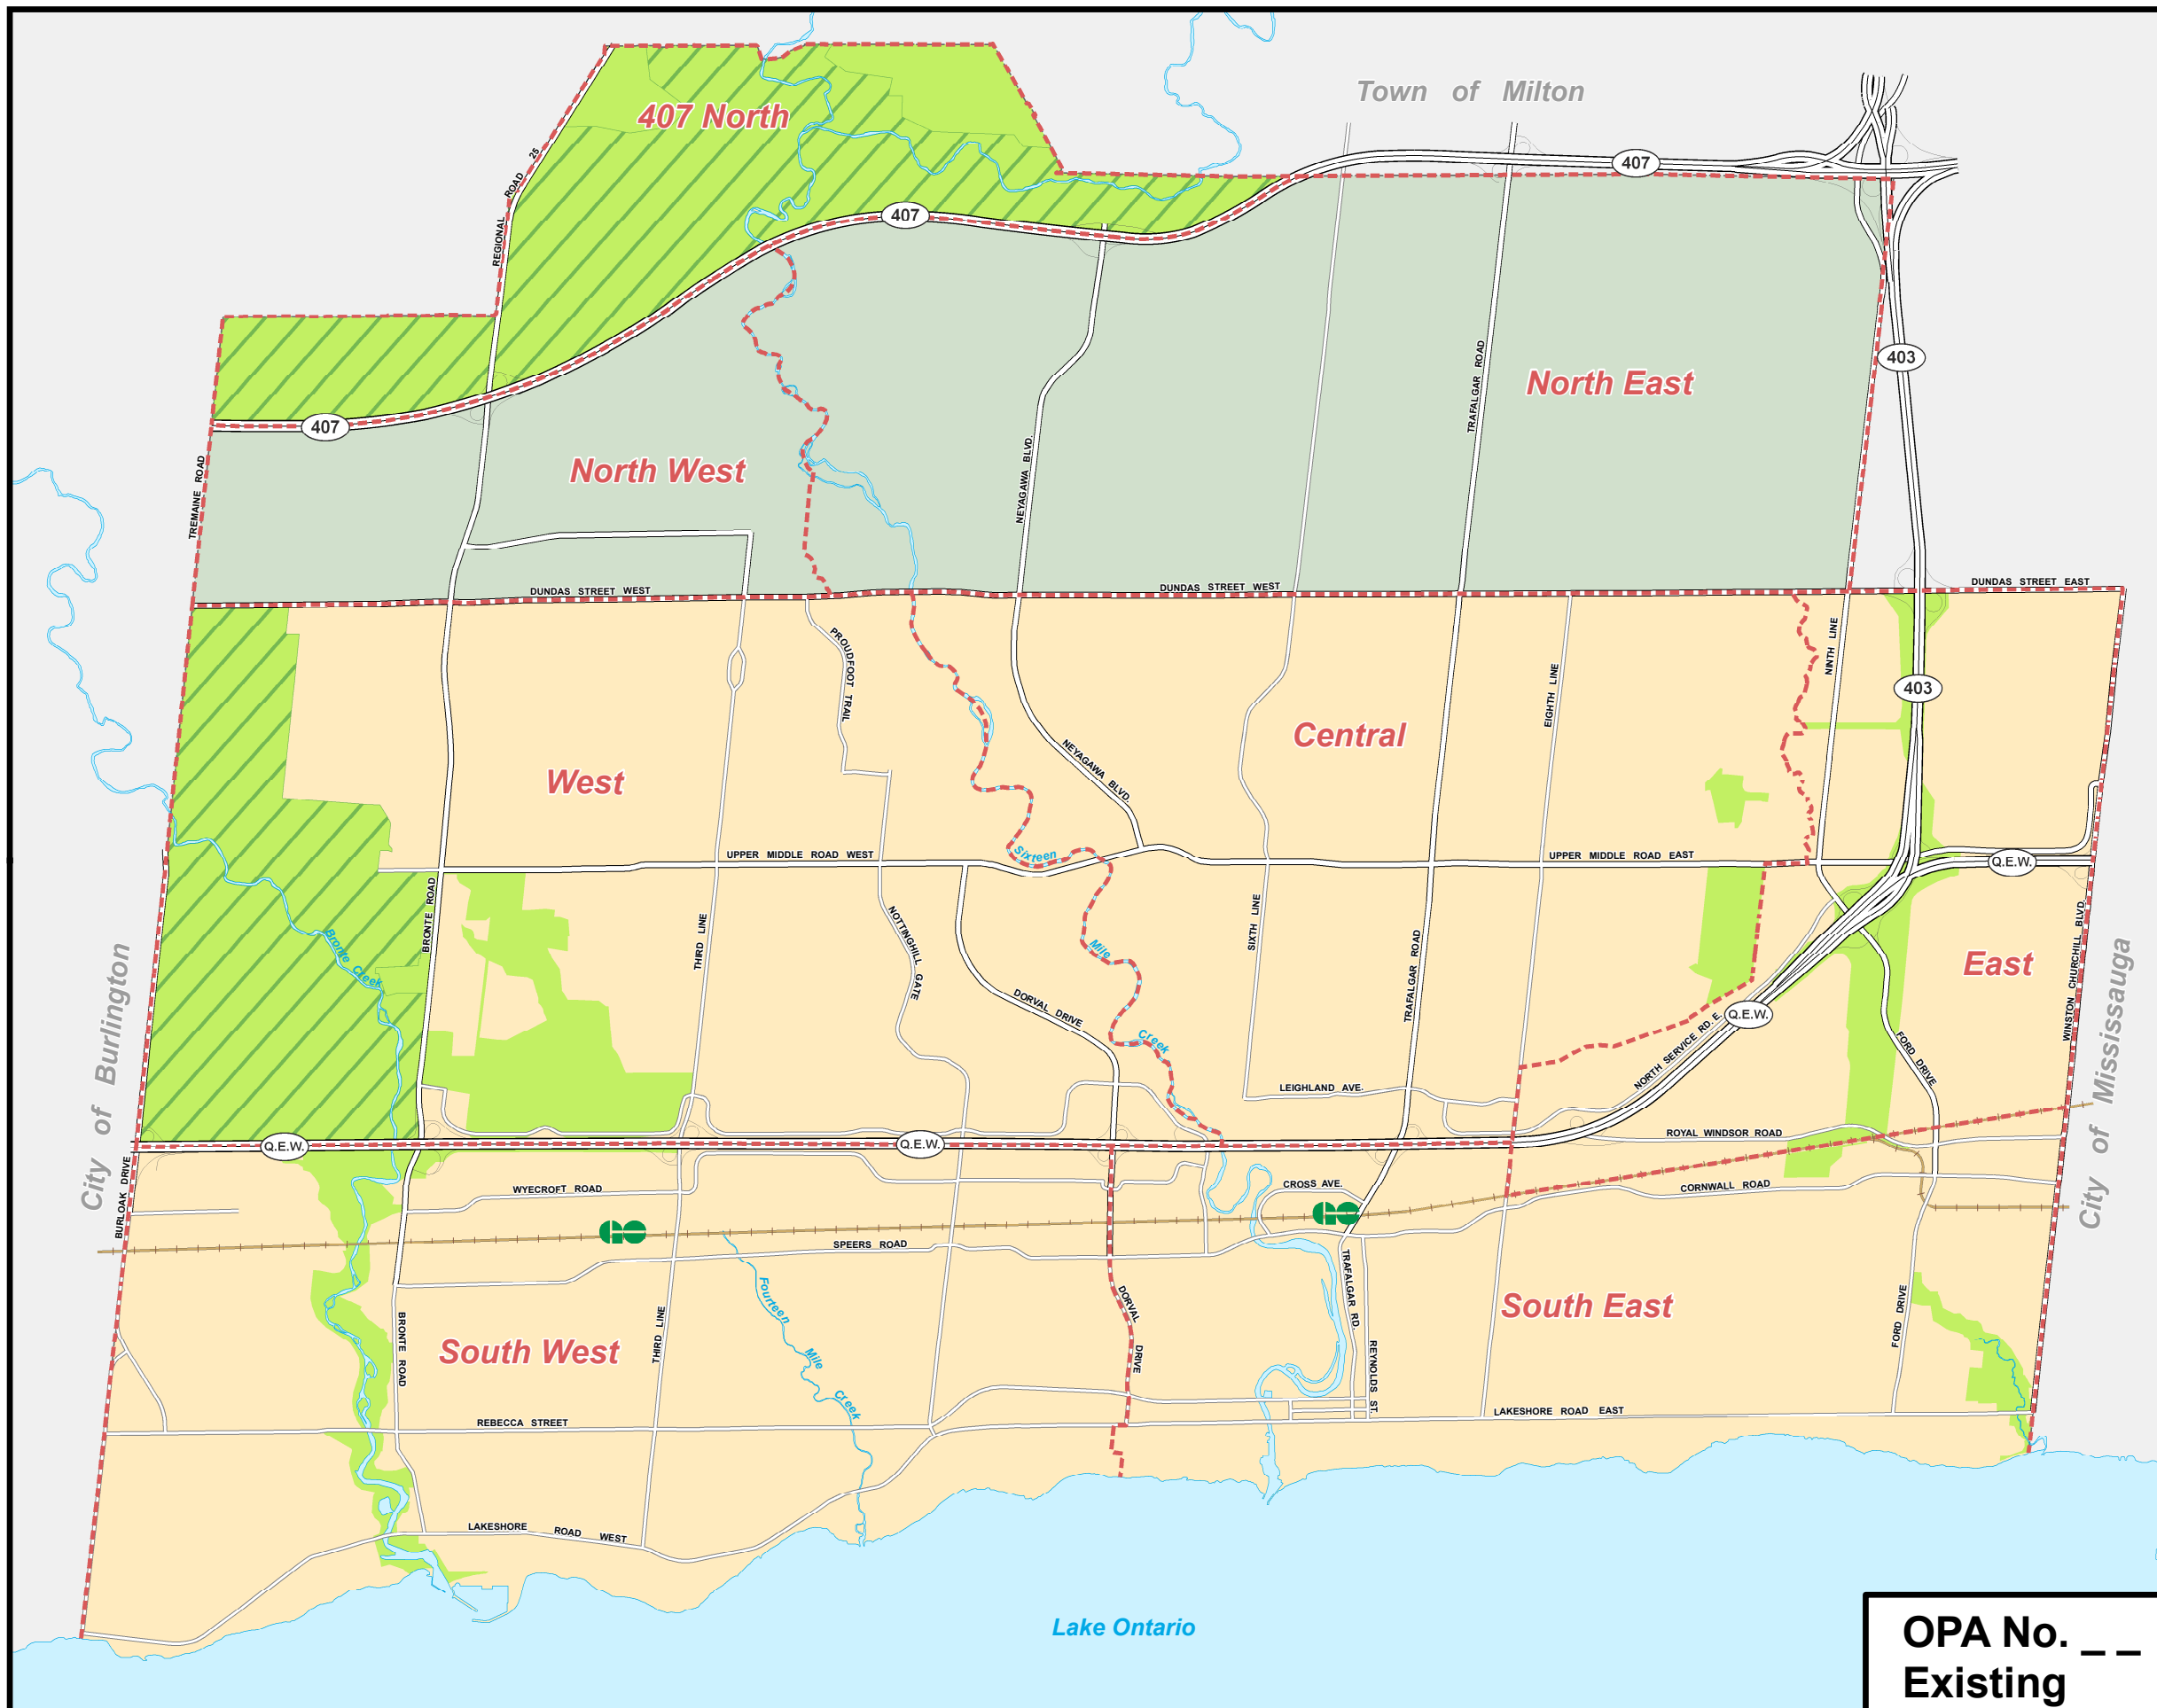 Town of Milton
407 North
REGIONAL ROAD 25
407
407
407
403
North East
North West
TRAFALGAR ROAD
NEYAGAWA BLVD.
TREMAINE ROAD
DUNDAS STREET WEST
DUNDAS STREET WEST
DUNDAS STREET EAST
PROUDFOOT TRAIL
EIGHTH LINE
NINTH LINE
403
Central
West
NEYAGAWA BLVD.
UPPER MIDDLE ROAD WEST
Sixteen
UPPER MIDDLE ROAD EAST
Q.E.W.
BRONTE ROAD
THIRD LINE
NOTTINGHILL GATE
Mile
SIXTH LINE
TRAFALGAR ROAD
East
WINSTON CHURCHILL BLVD.
Bronte Creek
City of Burlington
City of Mississauga
DORVAL DRIVE
Creek
Q.E.W.
NORTH SERVICE RD. E.
FORD DRIVE
LEIGHLAND AVE.
Q.E.W.
Q.E.W.
ROYAL WINDSOR ROAD
BURLOAK DRIVE
WYECROFT ROAD
CROSS AVE.
CORNWALL ROAD
GO
GO
SPEERS ROAD
TRAFALGAR RD.
Fourteen
Mile
Creek
DORVAL
DRIVE
South East
South West
BRONTE ROAD
THIRD LINE
REYNOLDS ST.
FORD DRIVE
REBECCA STREET
LAKESHORE ROAD EAST
LAKESHORE ROAD WEST
Lake Ontario
OPA No. _ _
Existing